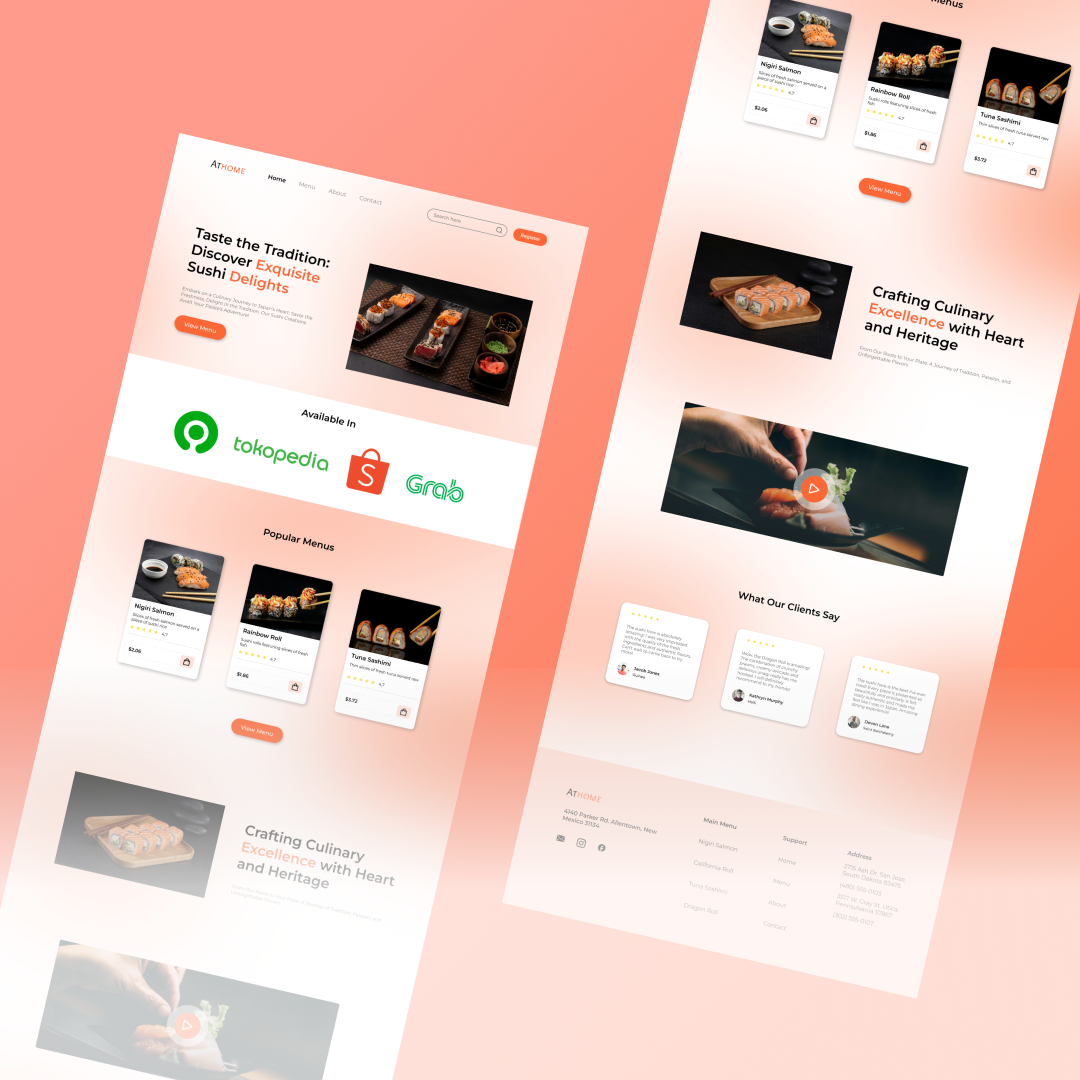 ATHOME
Home
Menu
About
Contact
Search here
Register
Taste the Tradition:
Discover Exquisite
Sushi Delights
Embark on a Culinary Journey to Japan's Heart: Savor the
Freshness, Delight in the Tradition. Our Sushi Creations
Await Your Palate's Adventure!
View Menu
Available In
tokopedia
S
Grab
Popular Menus
Nigiri Salmon
Slices of fresh salmon served on a
piece of sushi rice
4.7
$2.06
Rainbow Roll
Sushi rolls featuring slices of fresh
fish
4.7
$1.86
Tuna Sashimi
Thin slices of fresh tuna served raw
4.7
$3.72
View Menu
Crafting Culinary
Excellence with Heart
and Heritage
From Our Roots to Your Plate: A Journey of Tradition, Passion, and
Unforgettable Flavors
Menus
Nigiri Salmon
Slices of fresh salmon served on a
piece of sushi rice
4.7
$2.06
Rainbow Roll
Sushi rolls featuring slices of fresh
fish
4.7
$1.86
Tuna Sashimi
Thin slices of fresh tuna served raw
4.7
$3.72
View Menu
Crafting Culinary
Excellence with Heart
and Heritage
From Our Roots to Your Plate: A Journey of Tradition, Passion, and
Unforgettable Flavors
What Our Clients Say
The sushi here is absolutely
amazing! I was very impressed
with the quality of the fresh
ingredients and authentic flavors.
Can't wait to come back to try
more!
Jacob Jones
Guinea
Wow, the Dragon Roll is amazing!
The combination of crunchy
prawns, creamy avocado and
delicious unagi really has me
hooked. I will definitely
recommend to my friends!
Kathryn Murphy
Haiti
The sushi here is the best I've ever
had! Every piece is presented so
beautifully and precisely. It felt
really authentic and made me
feel like I was in Japan. Amazing
dining experience!
Devon Lane
Saint Barthélemy
ATHOME
4140 Parker Rd. Allentown, New
Mexico 31134
Main Menu
Nigiri Salmon
California Roll
Tuna Sashimi
Dragon Roll
Support
Home
Menu
About
Contact
Address
2715 Ash Dr. San Jose,
South Dakota 83475
(480) 555-0103
3517 W. Gray St. Utica,
Pennsylvania 57867
(302) 555-0107